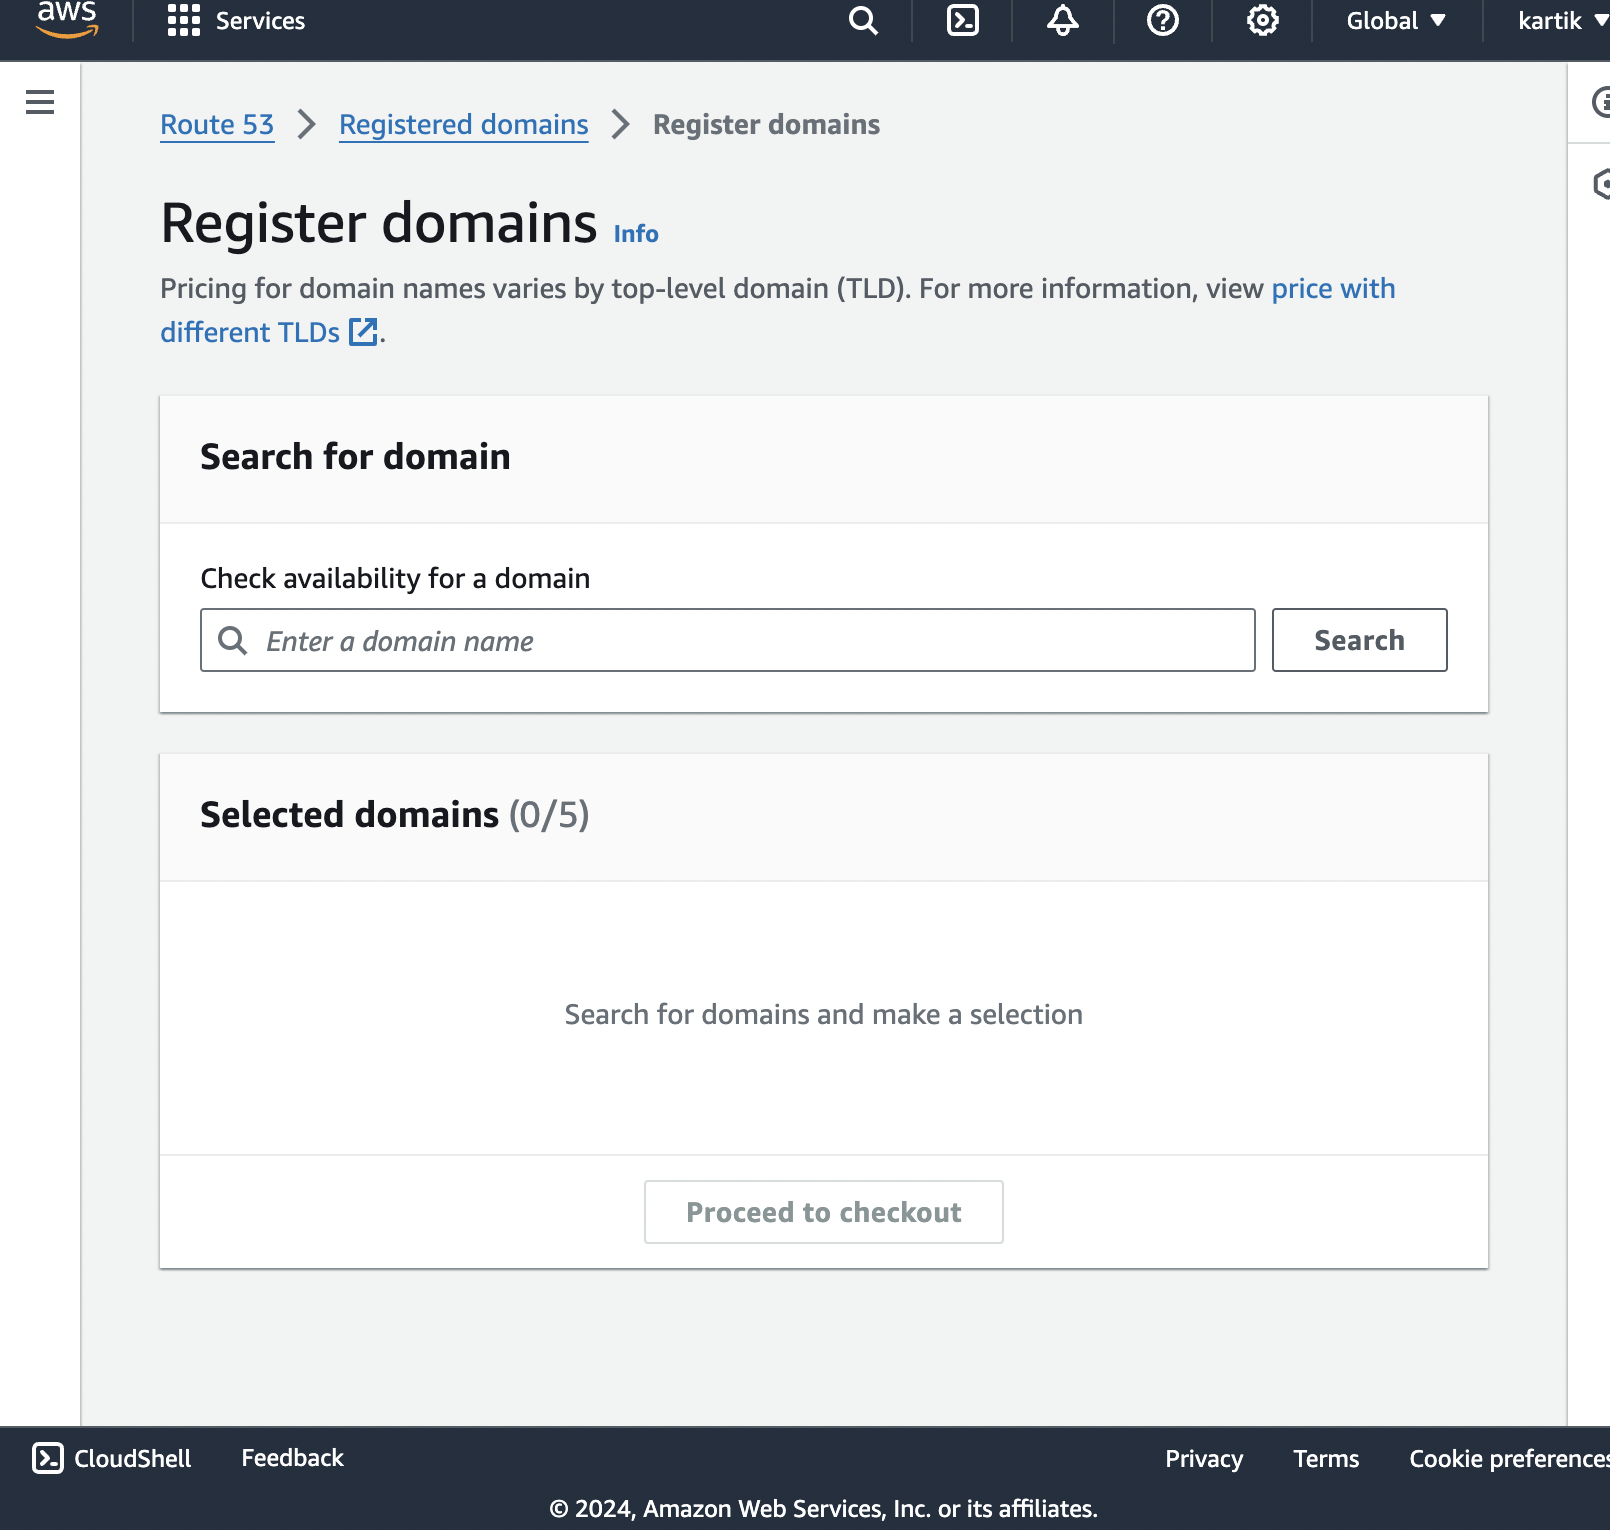 aws
Services
Global
kartik
Route 53 Registered domains Register domains
Register domains Info
Pricing for domain names varies by top-level domain (TLD). For more information, view price with
different TLDs .
Search for domain
Check availability for a domain
Enter a domain name
Search
Selected domains (0/5)
Search for domains and make a selection
Proceed to checkout
CloudShell
Feedback
Privacy
Terms
Cookie preferences
© 2024, Amazon Web Services, Inc. or its affiliates.